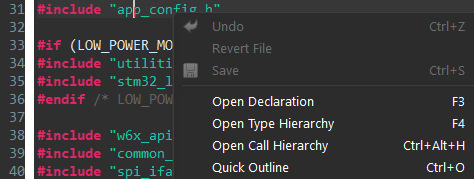 31 #include "app_config.h"
32
33 #if (LOW_POWER_MO
34 #include "utiliti
35 #include "stm32_l
36 #endif /* LOW_POW
37
38 #include "w6x_api
39 #include "common_
40 #include "spi_ifa
Undo Ctrl+Z
Revert File
Save Ctrl+S
Open Declaration F3
Open Type Hierarchy F4
Open Call Hierarchy Ctrl+Alt+H
Quick Outline Ctrl+O